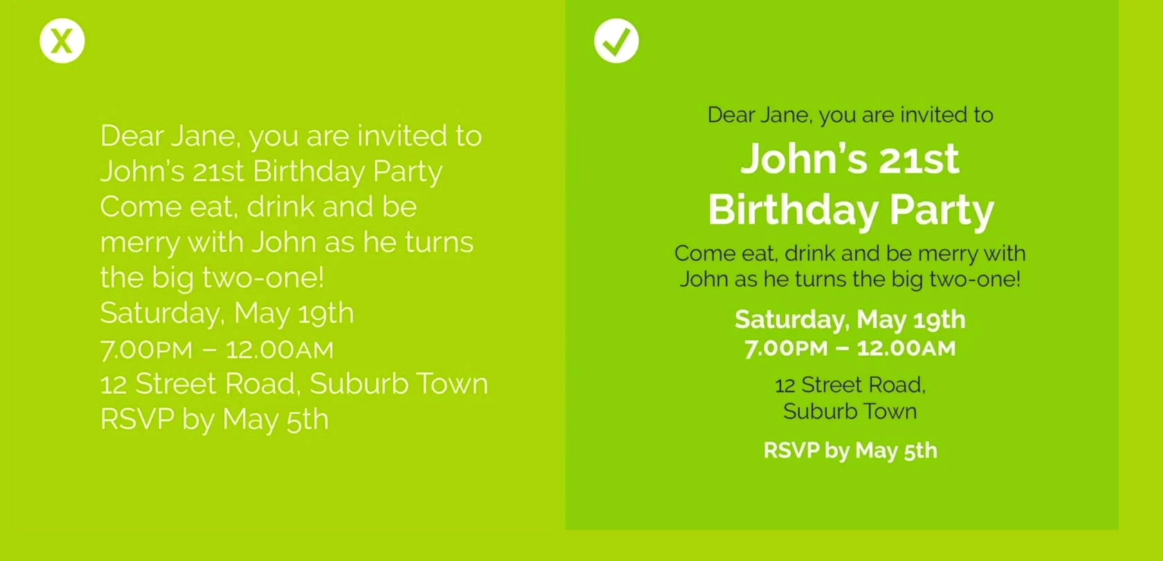 X
Dear Jane, you are invited to
John's 21st Birthday Party
Come eat, drink and be
merry with John as he turns
the big two-one!
Saturday, May 19th
7.00PM – 12.00AM
12 Street Road, Suburb Town
RSVP by May 5th
Dear Jane, you are invited to
John's 21st
Birthday Party
Come eat, drink and be merry with
John as he turns the big two-one!
Saturday, May 19th
7.00PM – 12.00AM
12 Street Road,
Suburb Town
RSVP by May 5th